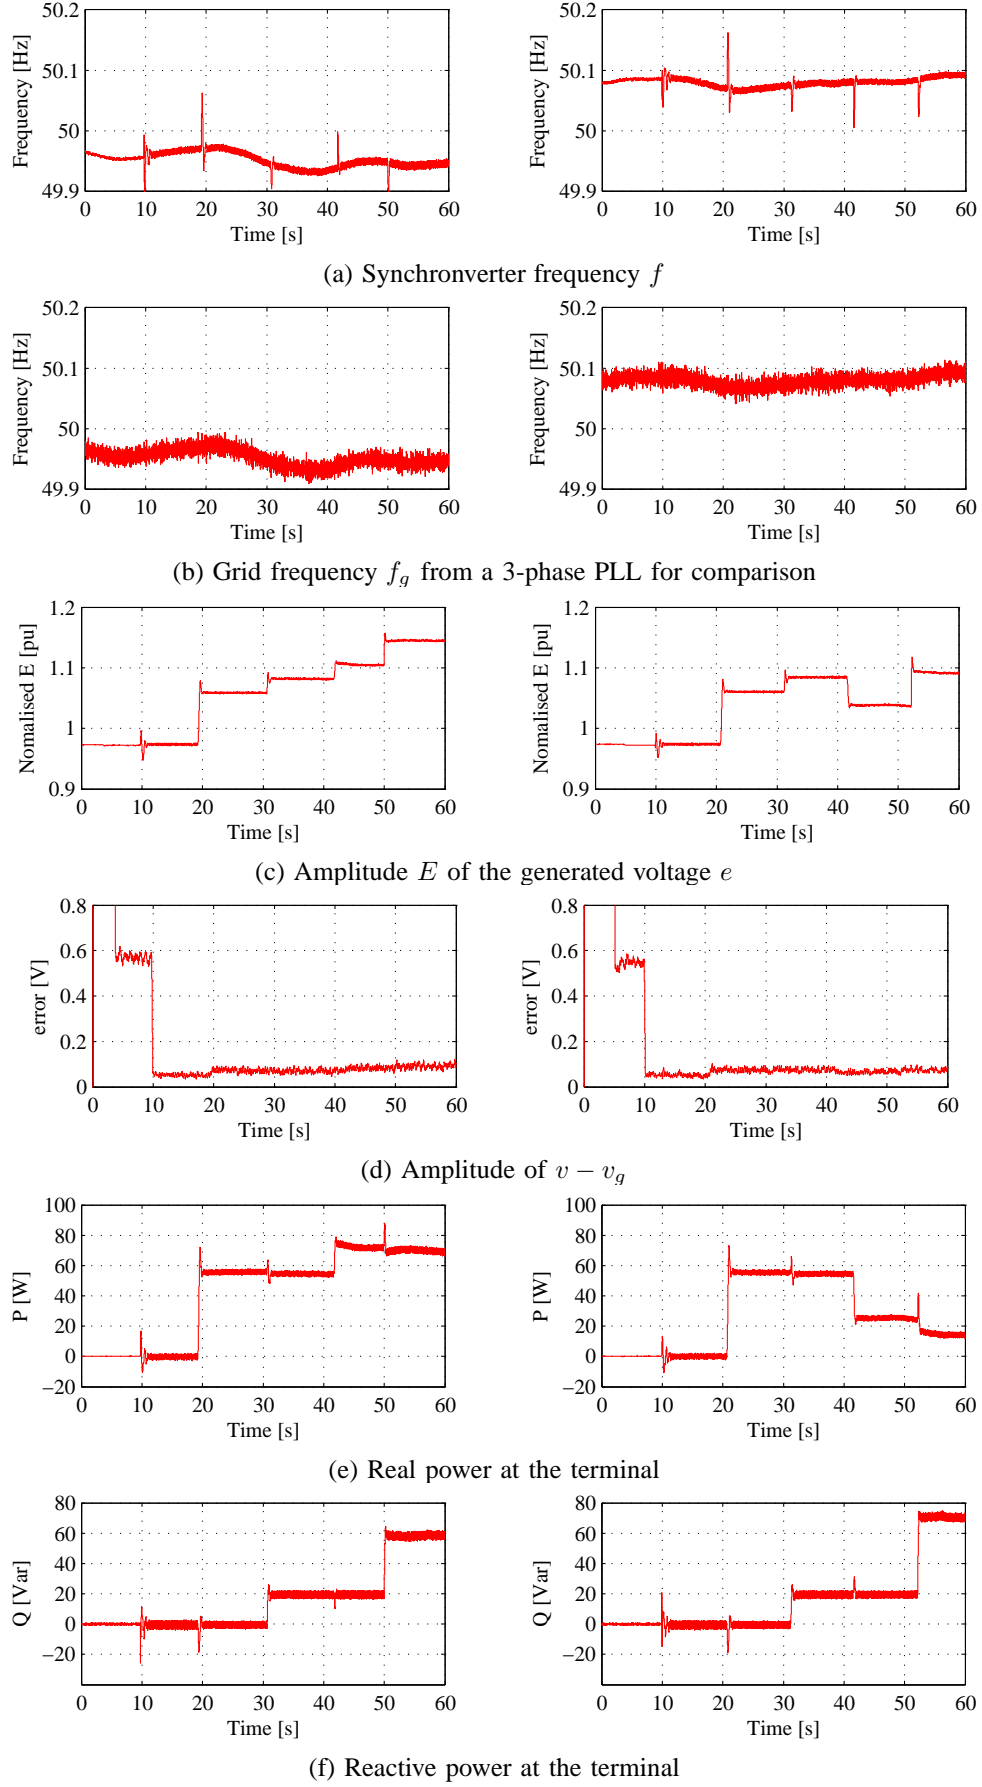 50.2
50.1
50
49.9
Frequency [Hz]
0 10 20 30 40 50 60
Time [s]
50.2
50.1
50
49.9
Frequency [Hz]
0 10 20 30 40 50 60
Time [s]
(a) Synchronverter frequency f
50.2
50.1
50
49.9
Frequency [Hz]
0 10 20 30 40 50 60
Time [s]
50.2
50.1
50
49.9
Frequency [Hz]
0 10 20 30 40 50 60
Time [s]
(b) Grid frequency f_g from a 3-phase PLL for comparison
1.2
1.1
1
0.9
Nomalised E [pu]
0 10 20 30 40 50 60
Time [s]
1.2
1.1
1
0.9
Nomalised E [pu]
0 10 20 30 40 50 60
Time [s]
(c) Amplitude E of the generated voltage e
0.8
0.6
0.4
0.2
0
error [V]
0 10 20 30 40 50 60
Time [s]
0.8
0.6
0.4
0.2
0
error [V]
0 10 20 30 40 50 60
Time [s]
(d) Amplitude of v − v_g
100
80
60
40
20
0
−20
P [W]
0 10 20 30 40 50 60
Time [s]
100
80
60
40
20
0
−20
P [W]
0 10 20 30 40 50 60
Time [s]
(e) Real power at the terminal
80
60
40
20
0
−20
Q [Var]
0 10 20 30 40 50 60
Time [s]
80
60
40
20
0
−20
Q [Var]
0 10 20 30 40 50 60
Time [s]
(f) Reactive power at the terminal